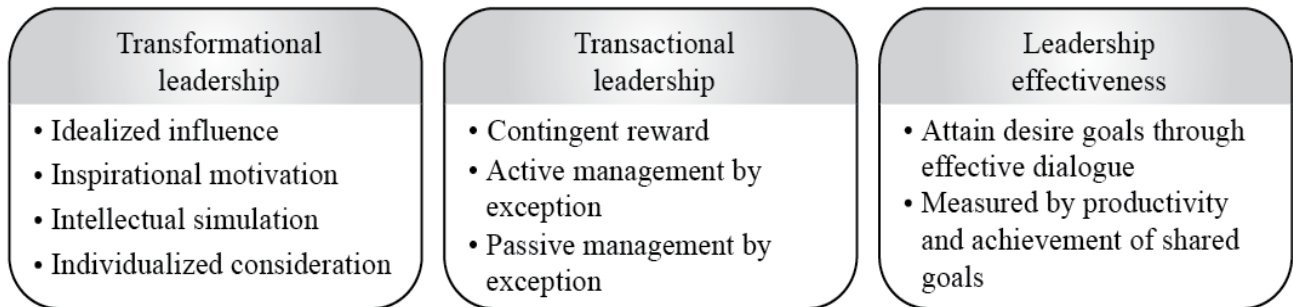 Transformational
leadership
• Idealized influence
• Inspirational motivation
• Intellectual simulation
• Individualized consideration
Transactional
leadership
• Contingent reward
• Active management by
exception
• Passive management by
exception
Leadership
effectiveness
• Attain desire goals through
effective dialogue
• Measured by productivity
and achievement of shared
goals